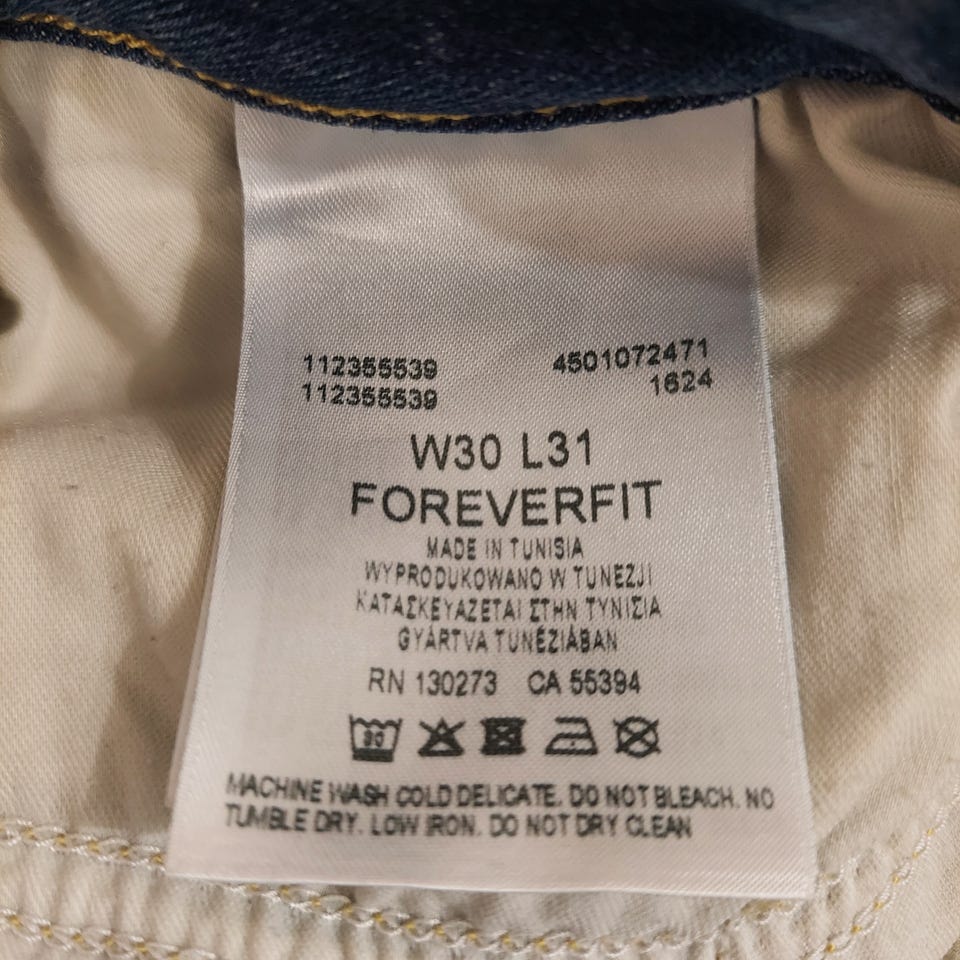 112355539 4501072471
112355539 1624
W30 L31
FOREVERFIT
MADE IN TUNISIA
WYPRODUKOWANO W TUNEZJI
ΚΑΤΑΣΚΕΥΑΖΕΤΑΙ ΣΤΗΝ ΤΥΝΙΣΙΑ
GYÁRTVA TUNÉZIÁBAN
RN 130273 CA 55394
30
MACHINE WASH COLD DELICATE. DO NOT BLEACH. NO
TUMBLE DRY. LOW IRON. DO NOT DRY CLEAN